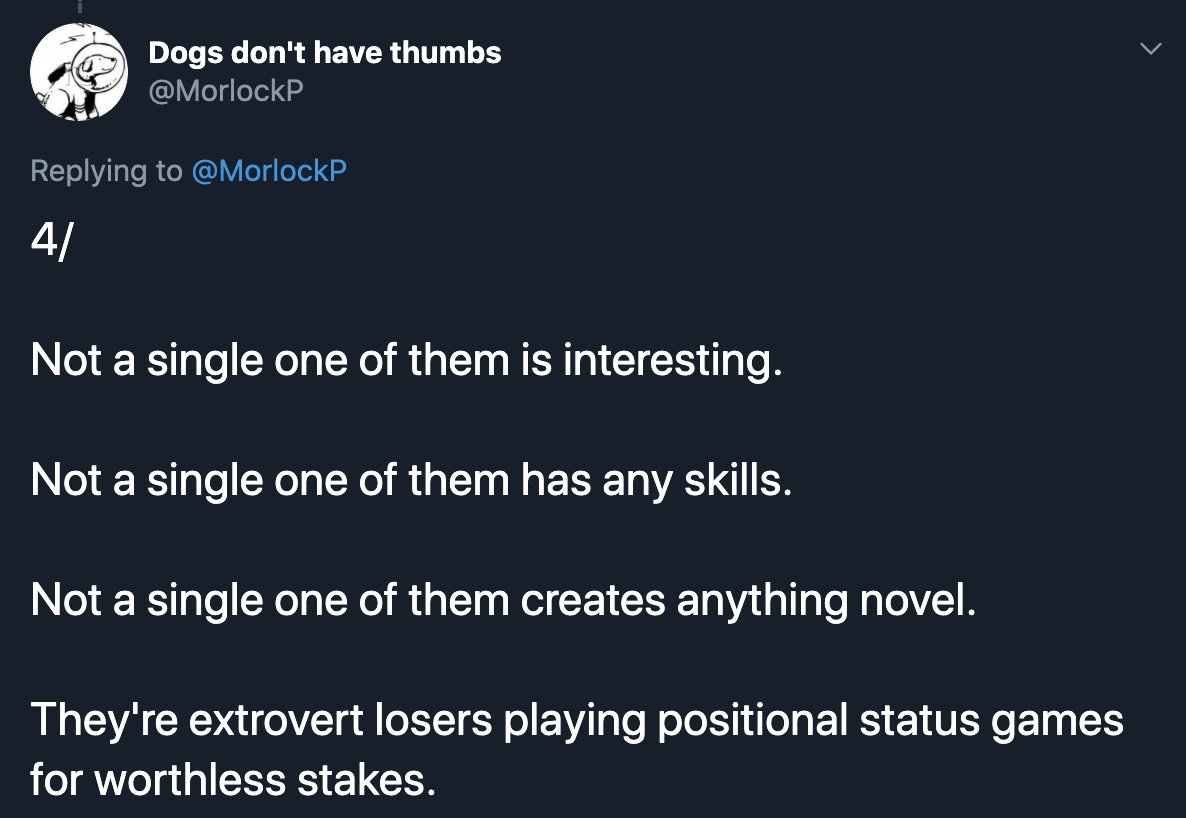 Dogs don't have thumbs
@MorlockP
Replying to @MorlockP
4/
Not a single one of them is interesting.
Not a single one of them has any skills.
Not a single one of them creates anything novel.
They're extrovert losers playing positional status games
for worthless stakes.